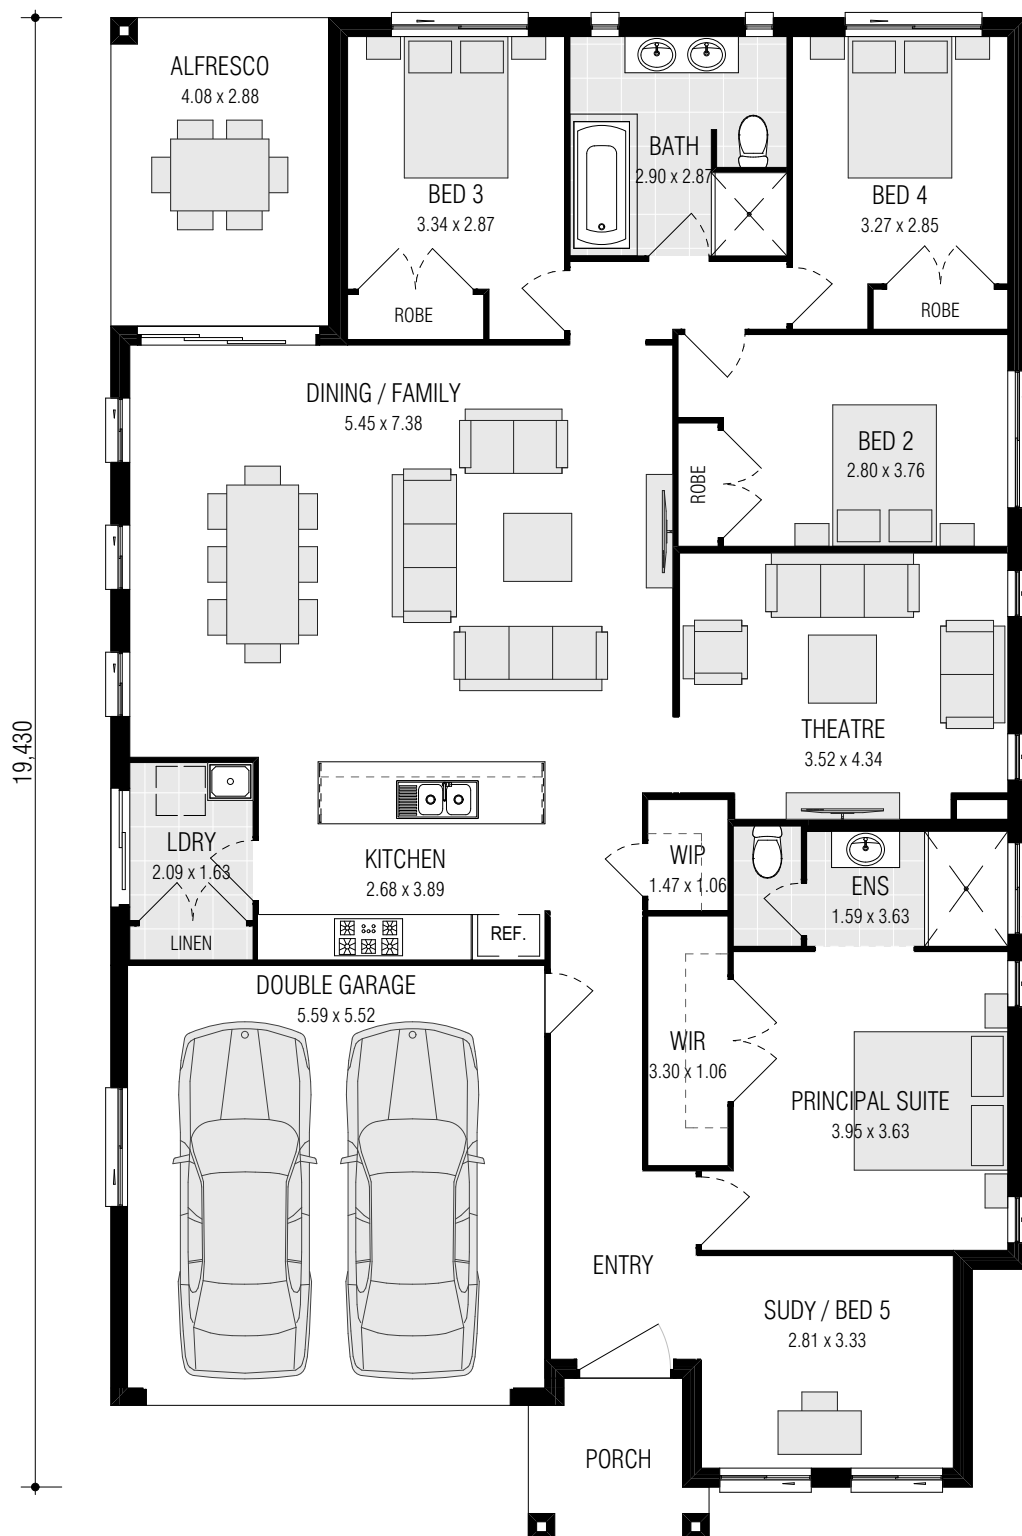 ALFRESCO
4.08 x 2.88
BED 3
3.34 x 2.87
ROBE
BATH
2.90 x 2.87
BED 4
3.27 x 2.85
ROBE
DINING / FAMILY
5.45 x 7.38
BED 2
2.80 x 3.76
ROBE
19,430
THEATRE
3.52 x 4.34
LDRY
2.09 x 1.63
LINEN
KITCHEN
2.68 x 3.89
REF.
WIP
1.47 x 1.06
ENS
1.59 x 3.63
DOUBLE GARAGE
5.59 x 5.52
WIR
3.30 x 1.06
PRINCIPAL SUITE
3.95 x 3.63
ENTRY
SUDY / BED 5
2.81 x 3.33
PORCH